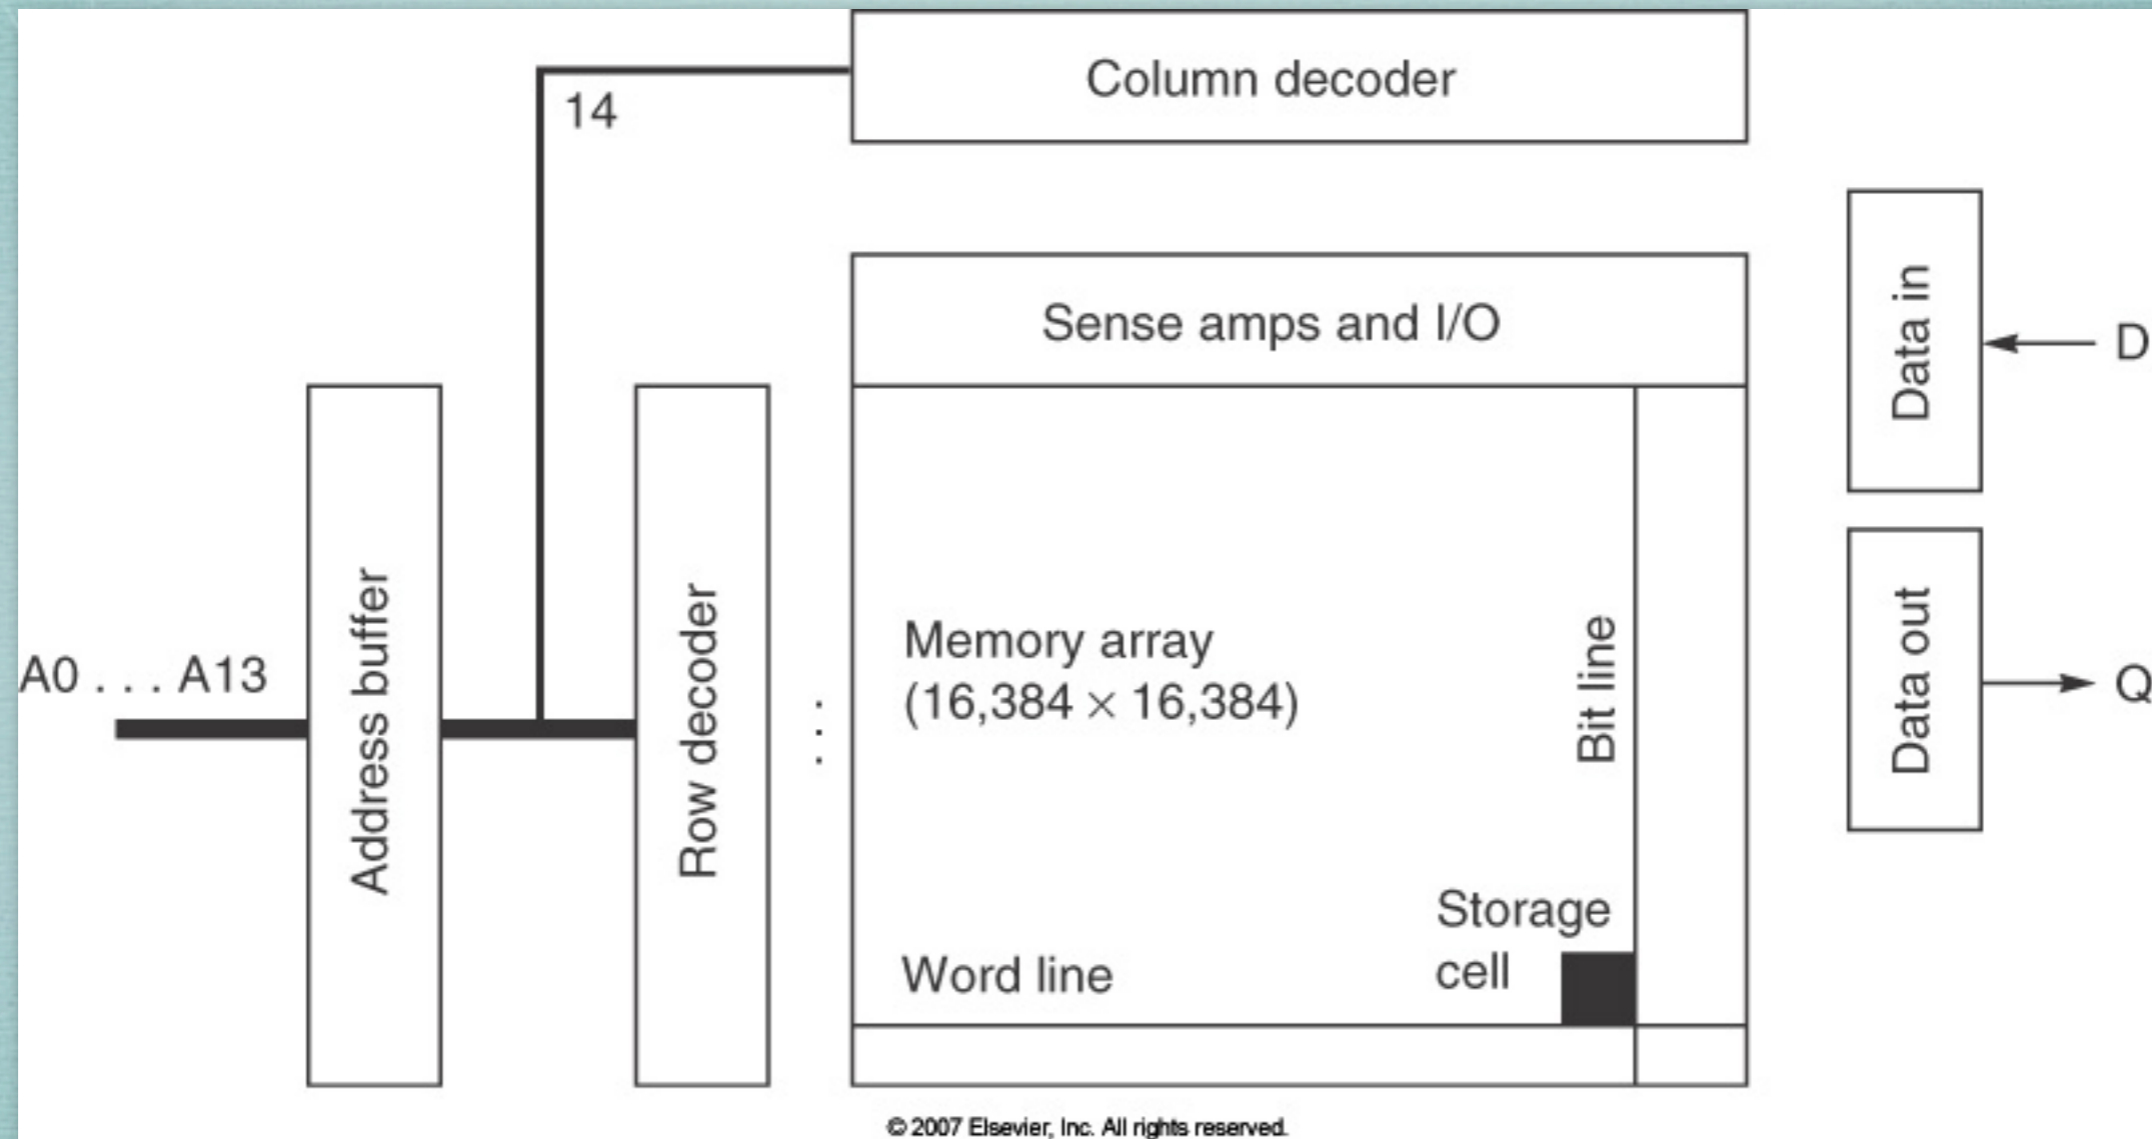 Column decoder
14
Data in
D
Sense amps and I/O
Address buffer
Row decoder
Memory array
(16,384 × 16,384)
Bit line
A0 . . . A13
Data out
Q
Storage
cell
Word line
© 2007 Elsevier, Inc. All rights reserved.